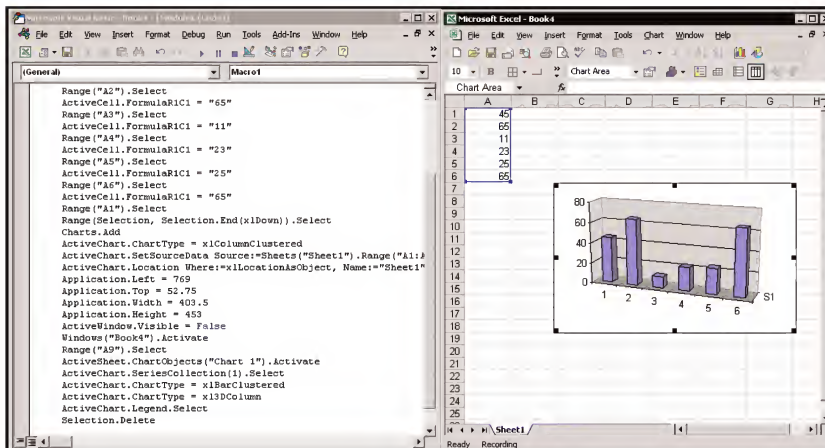 File Edit View Insert Format Debug Run Tools Add-Ins Window Help
(General) Macro1
Range("A2").Select
ActiveCell.FormulaR1C1 = "65"
Range("A3").Select
ActiveCell.FormulaR1C1 = "11"
Range("A4").Select
ActiveCell.FormulaR1C1 = "23"
Range("A5").Select
ActiveCell.FormulaR1C1 = "25"
Range("A6").Select
ActiveCell.FormulaR1C1 = "65"
Range("A1").Select
Range(Selection, Selection.End(xlDown)).Select
Charts.Add
ActiveChart.ChartType = xlColumnClustered
ActiveChart.SetSourceData Source:=Sheets("Sheet1").Range("A1:A
ActiveChart.Location Where:=xlLocationAsObject, Name:="Sheet1"
Application.Left = 769
Application.Top = 52.75
Application.Width = 403.5
Application.Height = 453
ActiveWindow.Visible = False
Windows("Book4").Activate
Range("A9").Select
ActiveSheet.ChartObjects("Chart 1").Activate
ActiveChart.SeriesCollection(1).Select
ActiveChart.ChartType = xlBarClustered
ActiveChart.ChartType = xl3DColumn
ActiveChart.Legend.Select
Selection.Delete
Microsoft Excel - Book4
File Edit View Insert Format Tools Chart Window Help
10 B Chart Area
Chart Area fx
A B C D E F G H
1 45
2 65
3 11
4 23
5 25
6 65
7
8
9
10
11
12
13
14
15
16
17
18
19
20
21
22
23
24
25
80
60
40
20
0
1 2 3 4 5 6 S1
Sheet1
Ready Recording